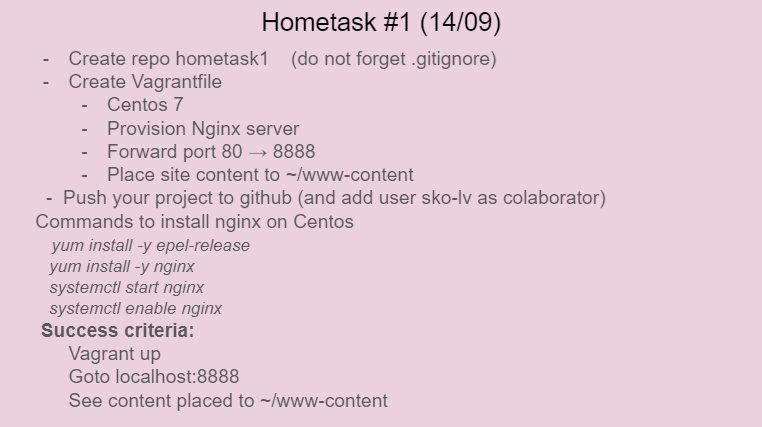 Hometask #1 (14/09)
- Create repo hometask1 (do not forget .gitignore)
- Create Vagrantfile
- Centos 7
- Provision Nginx server
- Forward port 80 → 8888
- Place site content to ~/www-content
- Push your project to github (and add user sko-lv as colaborator)
Commands to install nginx on Centos
yum install -y epel-release
yum install -y nginx
systemctl start nginx
systemctl enable nginx
Success criteria:
Vagrant up
Goto localhost:8888
See content placed to ~/www-content